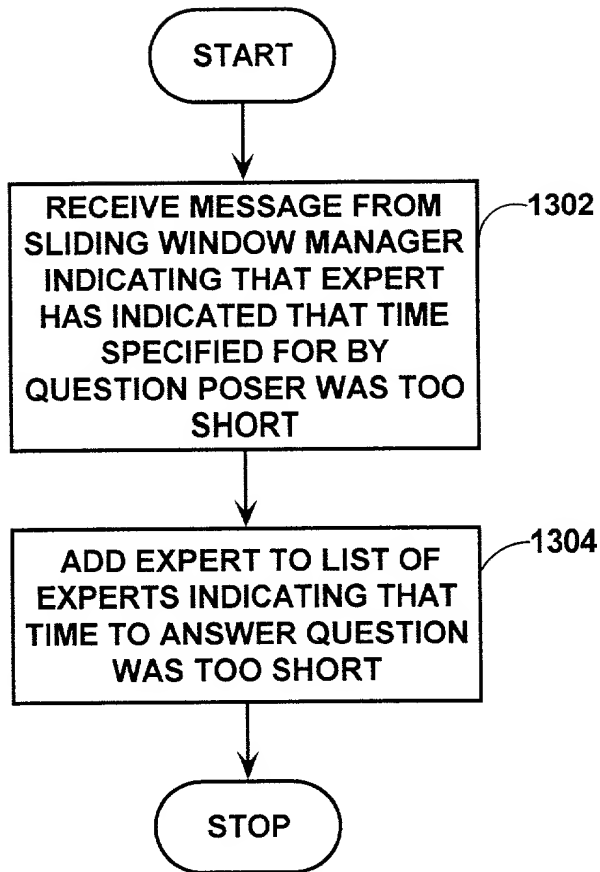 START
RECEIVE MESSAGE FROM
SLIDING WINDOW MANAGER
INDICATING THAT EXPERT
HAS INDICATED THAT TIME
SPECIFIED FOR BY
QUESTION POSER WAS TOO
SHORT
1302
ADD EXPERT TO LIST OF
EXPERTS INDICATING THAT
TIME TO ANSWER QUESTION
WAS TOO SHORT
1304
STOP